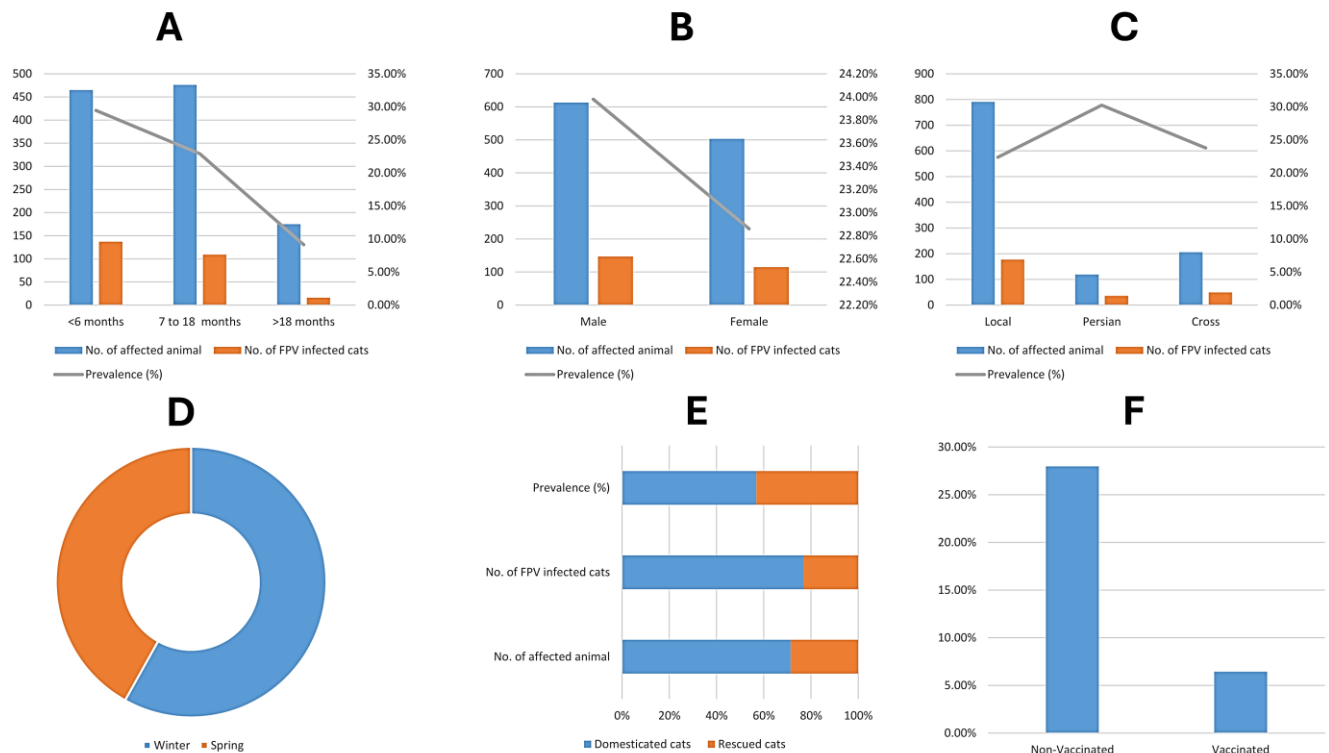 A
500
450
400
350
300
250
200
150
100
50
0
35.00%
30.00%
25.00%
20.00%
15.00%
10.00%
5.00%
0.00%
<6 months 7 to 18 months >18 months
No. of affected animal No. of FPV infected cats
Prevalence (%)
B
700
600
500
400
300
200
100
0
24.20%
24.00%
23.80%
23.60%
23.40%
23.20%
23.00%
22.80%
22.60%
22.40%
22.20%
Male Female
No. of affected animal No. of FPV infected cats
Prevalence (%)
C
900
800
700
600
500
400
300
200
100
0
35.00%
30.00%
25.00%
20.00%
15.00%
10.00%
5.00%
0.00%
Local Persian Cross
No. of affected animal No. of FPV infected cats
Prevalence (%)
D
Winter Spring
E
Prevalence (%)
No. of FPV infected cats
No. of affected animal
0% 20% 40% 60% 80% 100%
Domesticated cats Rescued cats
F
30.00%
25.00%
20.00%
15.00%
10.00%
5.00%
0.00%
Non-Vaccinated Vaccinated